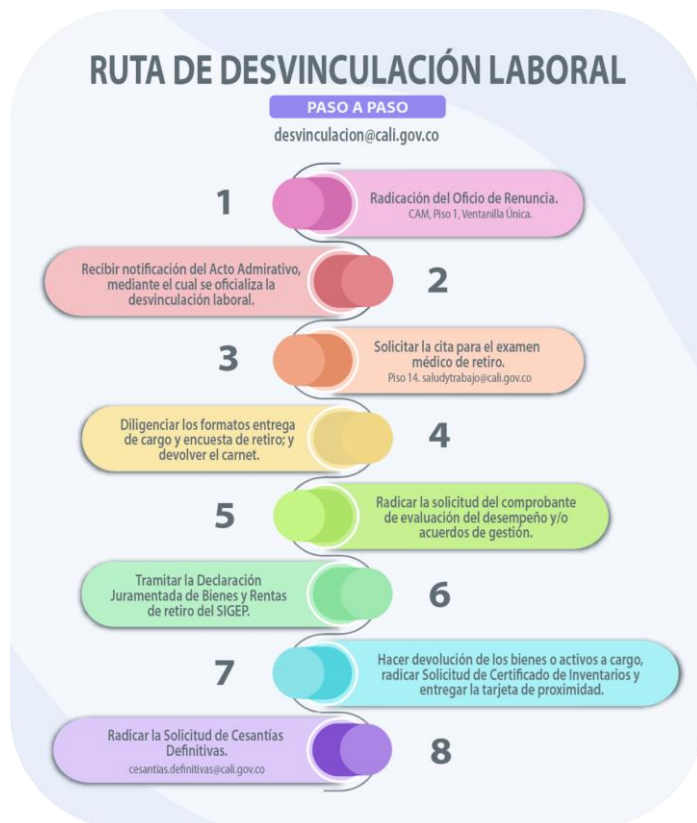 RUTA DE DESVINCULACIÓN LABORAL
PASO A PASO
desvinculacion@cali.gov.co
1
Radicación del Oficio de Renuncia.
CAM, Piso 1, Ventanilla Única.
Recibir notificación del Acto Admirativo,
mediante el cual se oficializa la
desvinculación laboral.
2
3
Solicitar la cita para el examen
médico de retiro.
Piso 14. saludytrabajo@cali.gov.co
Diligenciar los formatos entrega
de cargo y encuesta de retiro; y
devolver el carnet.
4
5
Radicar la solicitud del comprobante
de evaluación del desempeño y/o
acuerdos de gestión.
Tramitar la Declaración
Juramentada de Bienes y Rentas
de retiro del SIGEP.
6
7
Hacer devolución de los bienes o activos a cargo,
radicar Solicitud de Certificado de Inventarios y
entregar la tarjeta de proximidad.
Radicar la Solicitud de Cesantías
Definitivas.
cesantias.definitivas@cali.gov.co
8